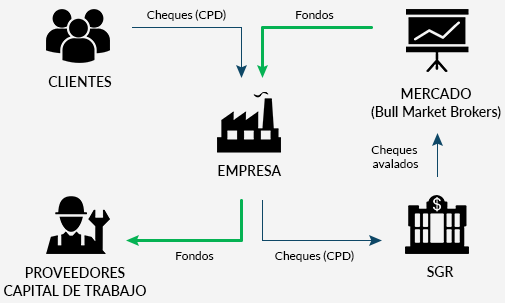 Cheques (CPD)
Fondos
CLIENTES
MERCADO
(Bull Market Brokers)
Cheques
avalados
EMPRESA
$
Fondos
Cheques (CPD)
PROVEEDORES
CAPITAL DE TRABAJO
SGR